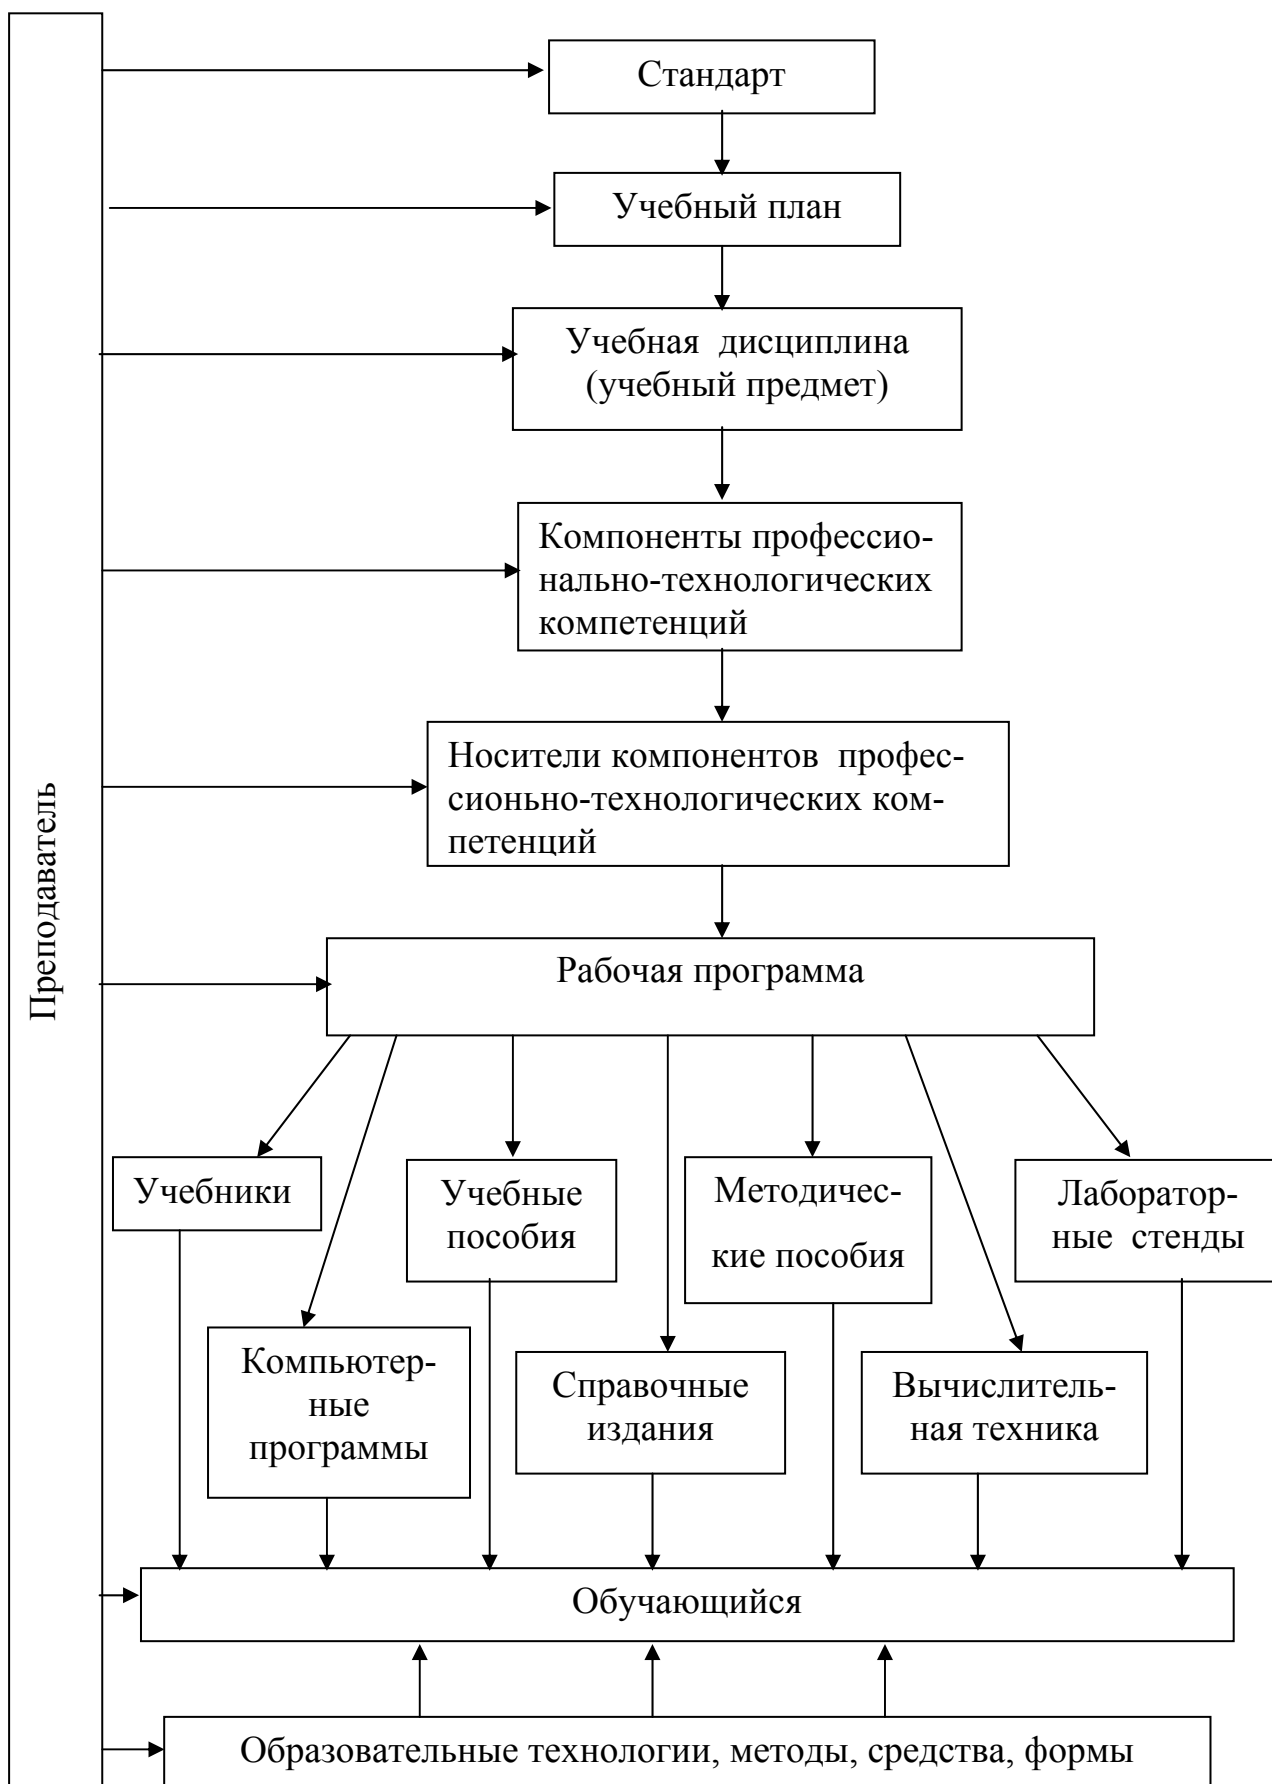 Преподаватель
Стандарт
Учебный план
Учебная дисциплина
(учебный предмет)
Компоненты профессио-
нально-технологических
компетенций
Носители компонентов профес-
сионьно-технологических ком-
петенций
Рабочая программа
Учебники
Учебные
пособия
Методичес-
кие пособия
Лаборатор-
ные стенды
Компьютер-
ные
программы
Справочные
издания
Вычислитель-
ная техника
Обучающийся
Образовательные технологии, методы, средства, формы